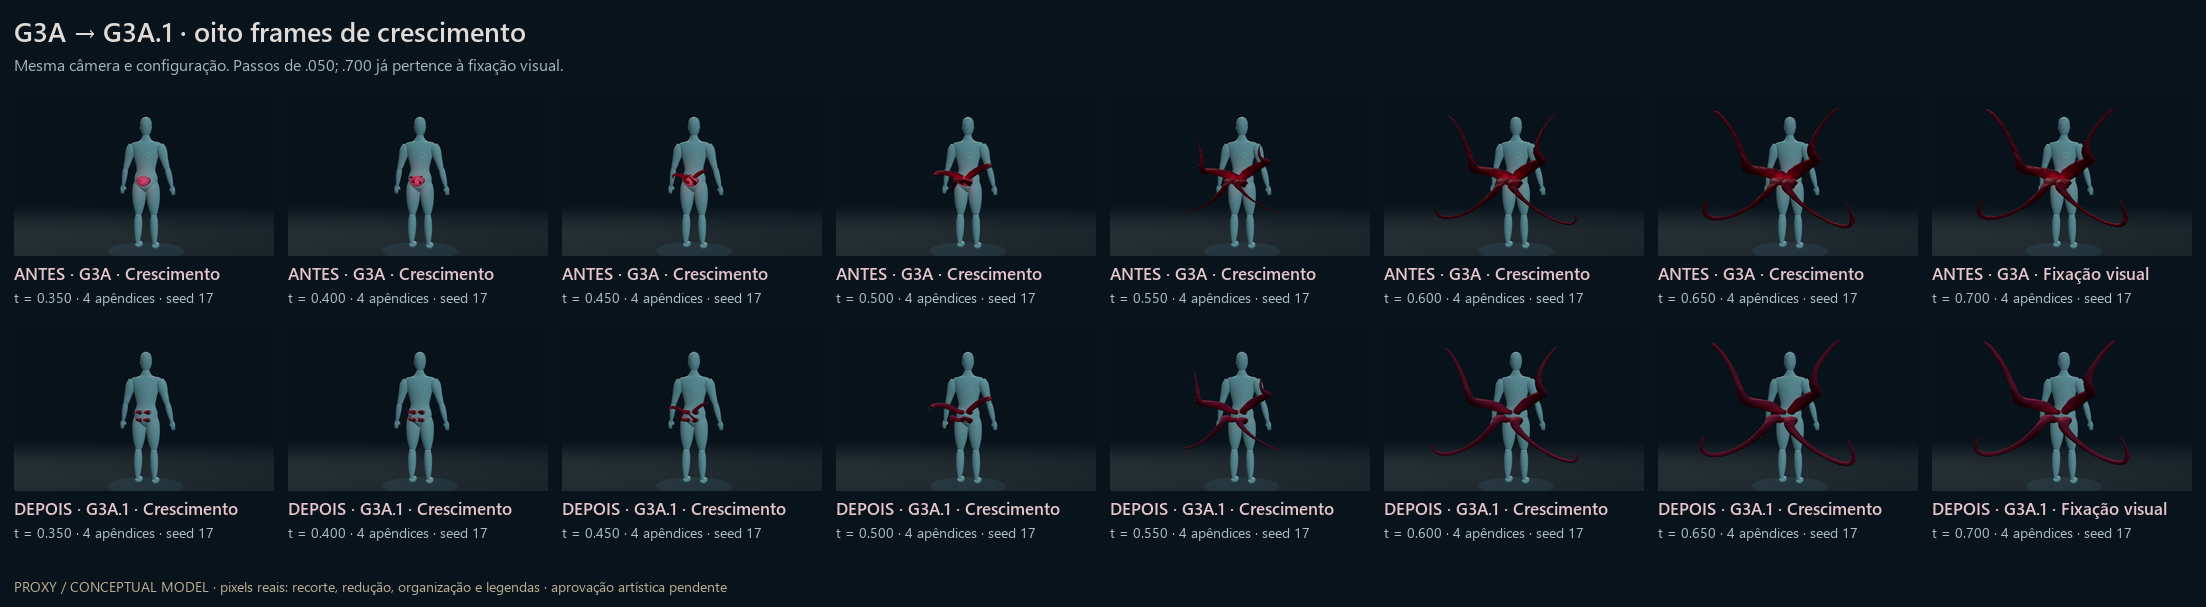 G3A → G3A.1 · oito frames de crescimento
Mesma câmera e configuração. Passos de .050; .700 já pertence à fixação visual.
ANTES · G3A · Crescimento
t = 0.350 · 4 apêndices · seed 17
ANTES · G3A · Crescimento
t = 0.400 · 4 apêndices · seed 17
ANTES · G3A · Crescimento
t = 0.450 · 4 apêndices · seed 17
ANTES · G3A · Crescimento
t = 0.500 · 4 apêndices · seed 17
ANTES · G3A · Crescimento
t = 0.550 · 4 apêndices · seed 17
ANTES · G3A · Crescimento
t = 0.600 · 4 apêndices · seed 17
ANTES · G3A · Crescimento
t = 0.650 · 4 apêndices · seed 17
ANTES · G3A · Fixação visual
t = 0.700 · 4 apêndices · seed 17
DEPOIS · G3A.1 · Crescimento
t = 0.350 · 4 apêndices · seed 17
DEPOIS · G3A.1 · Crescimento
t = 0.400 · 4 apêndices · seed 17
DEPOIS · G3A.1 · Crescimento
t = 0.450 · 4 apêndices · seed 17
DEPOIS · G3A.1 · Crescimento
t = 0.500 · 4 apêndices · seed 17
DEPOIS · G3A.1 · Crescimento
t = 0.550 · 4 apêndices · seed 17
DEPOIS · G3A.1 · Crescimento
t = 0.600 · 4 apêndices · seed 17
DEPOIS · G3A.1 · Crescimento
t = 0.650 · 4 apêndices · seed 17
DEPOIS · G3A.1 · Fixação visual
t = 0.700 · 4 apêndices · seed 17
PROXY / CONCEPTUAL MODEL · pixels reais: recorte, redução, organização e legendas · aprovação artística pendente